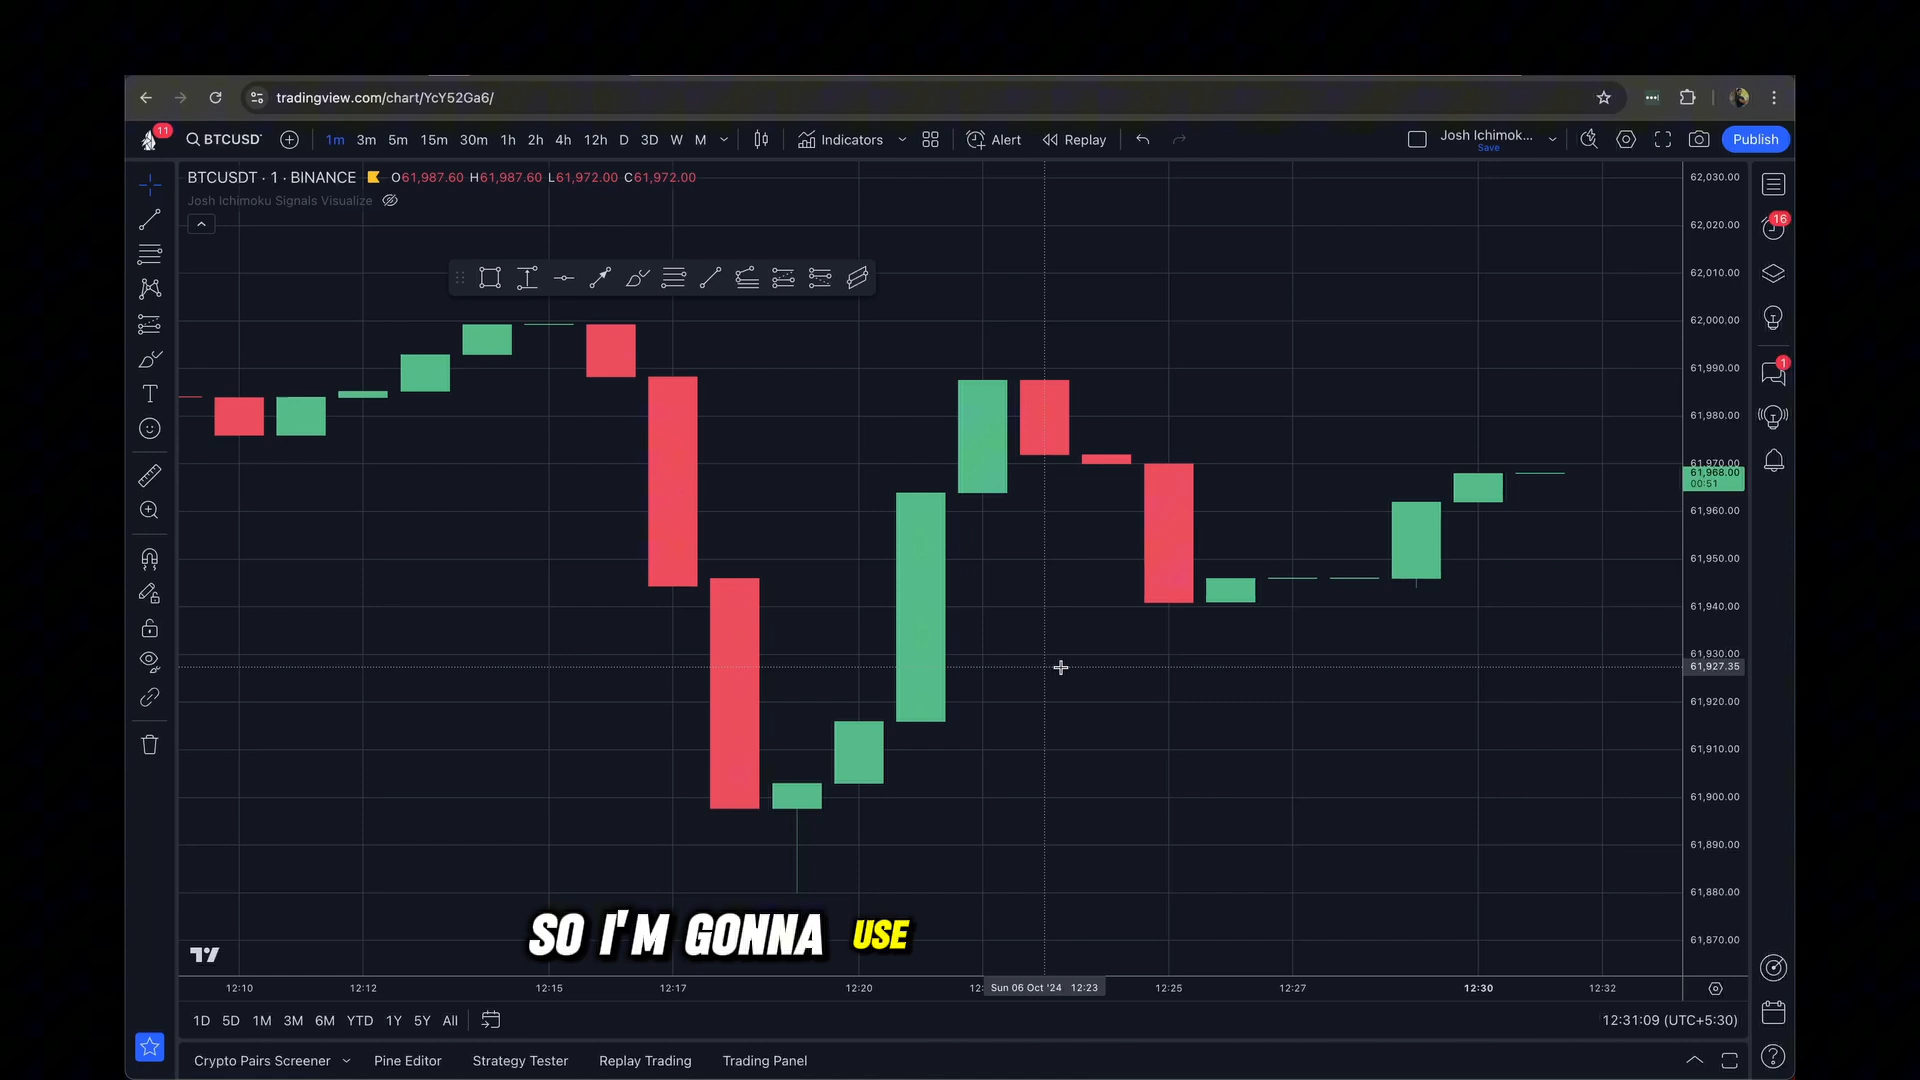 tradingview.com/chart/YcY52Ga6/
11
BTCUSD
1m 3m 5m 15m 30m 1h 2h 4h 12h D 3D W M
Indicators
Alert
Replay
Josh Ichimok...
Save
Publish
BTCUSDT · 1 · BINANCE O61,987.60 H61,987.60 L61,972.00 C61,972.00
Josh Ichimoku Signals Visualize
62,030.00
62,020.00
62,010.00
62,000.00
61,990.00
61,980.00
61,970.00
61,968.00
00:51
61,960.00
61,950.00
61,940.00
61,930.00
61,927.35
61,920.00
61,910.00
61,900.00
61,890.00
61,880.00
61,870.00
16
1
SO I'M GONNA USE
12:10 12:12 12:15 12:17 12:20 Sun 06 Oct '24 12:23 12:25 12:27 12:30 12:32
1D 5D 1M 3M 6M YTD 1Y 5Y All
12:31:09 (UTC+5:30)
Crypto Pairs Screener Pine Editor Strategy Tester Replay Trading Trading Panel